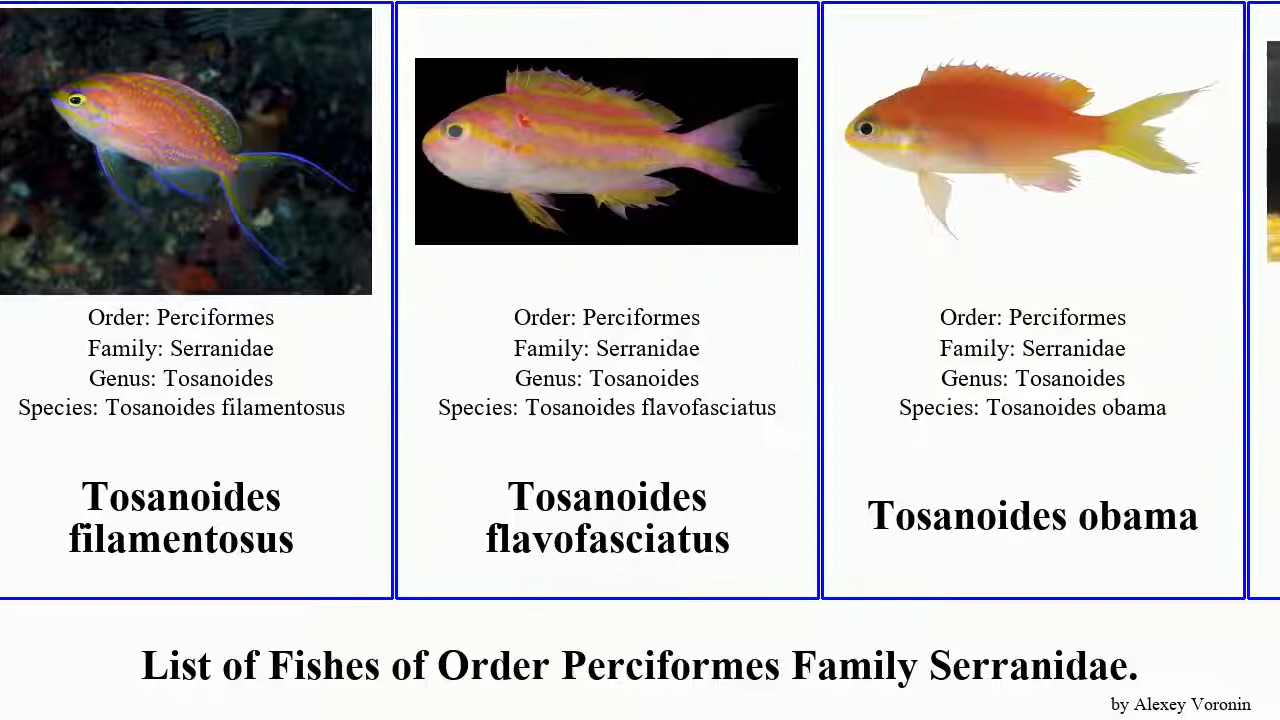 Order: Perciformes
Family: Serranidae
Genus: Tosanoides
Species: Tosanoides filamentosus
Tosanoides
filamentosus
Order: Perciformes
Family: Serranidae
Genus: Tosanoides
Species: Tosanoides flavofasciatus
Tosanoides
flavofasciatus
Order: Perciformes
Family: Serranidae
Genus: Tosanoides
Species: Tosanoides obama
Tosanoides obama
List of Fishes of Order Perciformes Family Serranidae.
by Alexey Voronin